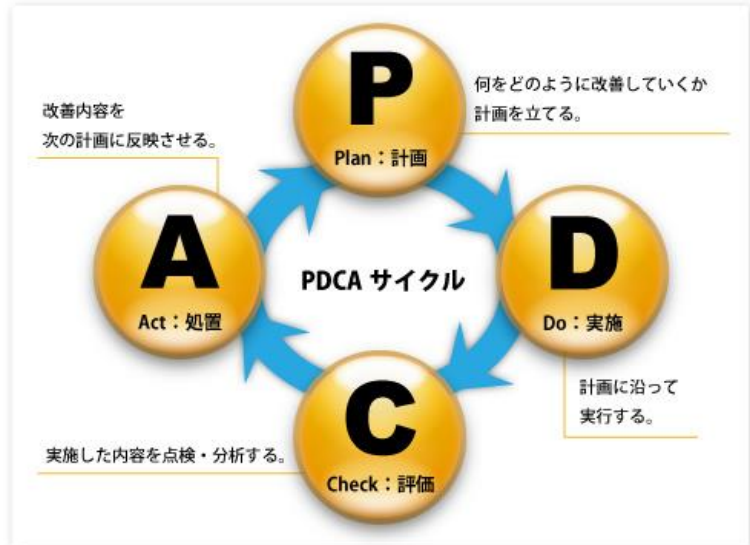 P
Plan：計画
何をどのように改善していくか
計画を立てる。
D
Do：実施
計画に沿って
実行する。
C
Check：評価
実施した内容を点検・分析する。
A
Act：処置
改善内容を
次の計画に反映させる。
PDCA サイクル